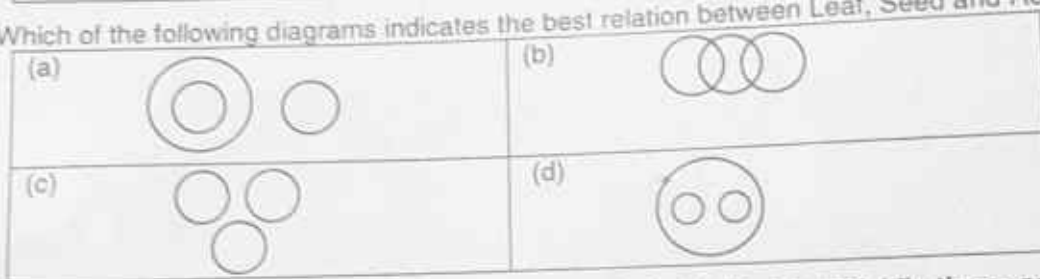 Which of the following diagrams indicates the best relation between Leaf, Seed and
(a)
(b)
(c)
(d)